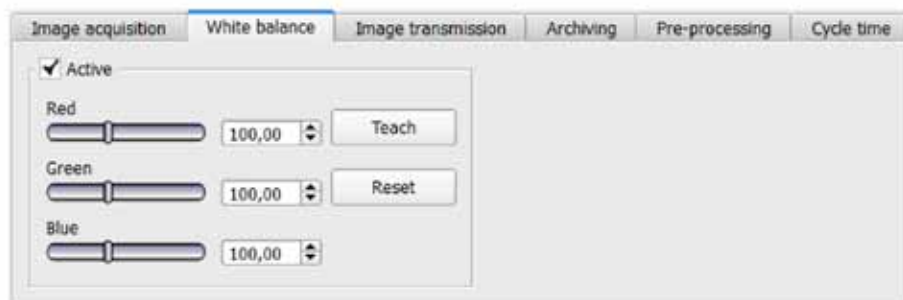 Image acquisition White balance Image transmission Archiving Pre-processing Cycle time
Active
Red
100,00 Teach
Green
100,00 Reset
Blue
100,00